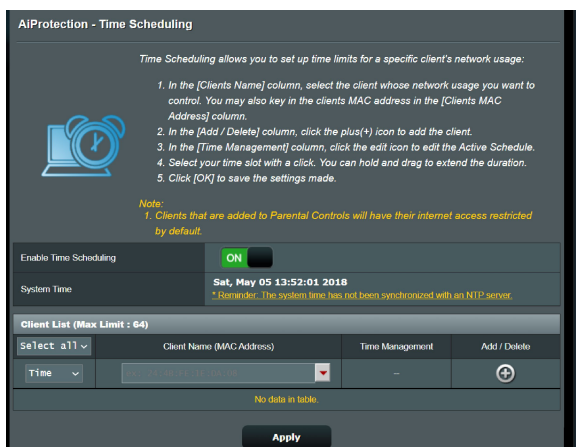 AiProtection - Time Scheduling
Time Scheduling allows you to set up time limits for a specific client's network usage:
1. In the [Clients Name] column, select the client whose network usage you want to
control. You may also key in the clients MAC address in the [Clients MAC
Address] column.
2. In the [Add / Delete] column, click the plus(+) icon to add the client.
3. In the [Time Management] column, click the edit icon to edit the Active Schedule.
4. Select your time slot with a click. You can hold and drag to extend the duration.
5. Click [OK] to save the settings made.
Note:
1. Clients that are added to Parental Controls will have their internet access restricted
by default.
Enable Time Scheduling ON
System Time Sat, May 05 13:52:01 2018
* Reminder: The system time has not been synchronized with an NTP server.
Client List (Max Limit : 64)
Select all Client Name (MAC Address) Time Management Add / Delete
Time --
No data in table.
Apply